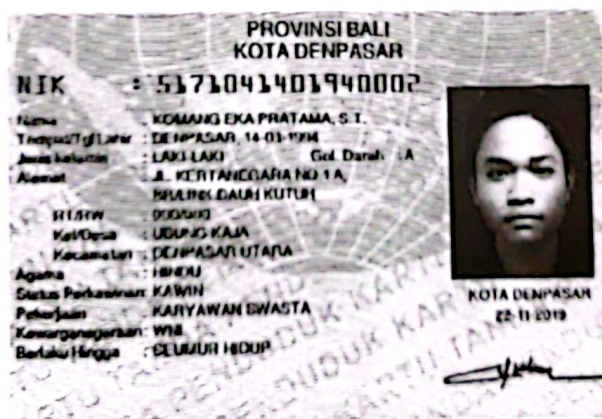 PROVINSI BALI
KOTA DENPASAR
NIK : 5171041401940002
Nama : KOMANG EKA PRATAMA, S.T.
Tempat/Tgl Lahir : DENPASAR, 14-01-1994
Jenis kelamin : LAKI-LAKI Gol. Darah : A
Alamat : JL. KERTANEGARA NO 1 A,
DAUH KUTUH
RT/RW : 000/000
Kel/Desa : UBUNG KAJA
Kecamatan : DENPASAR UTARA
Agama : HINDU
Status Perkawinan: KAWIN
Pekerjaan : KARYAWAN SWASTA
Kewarganegaraan: WNI
Berlaku Hingga : SEUMUR HIDUP
KOTA DENPASAR
22-11-2019